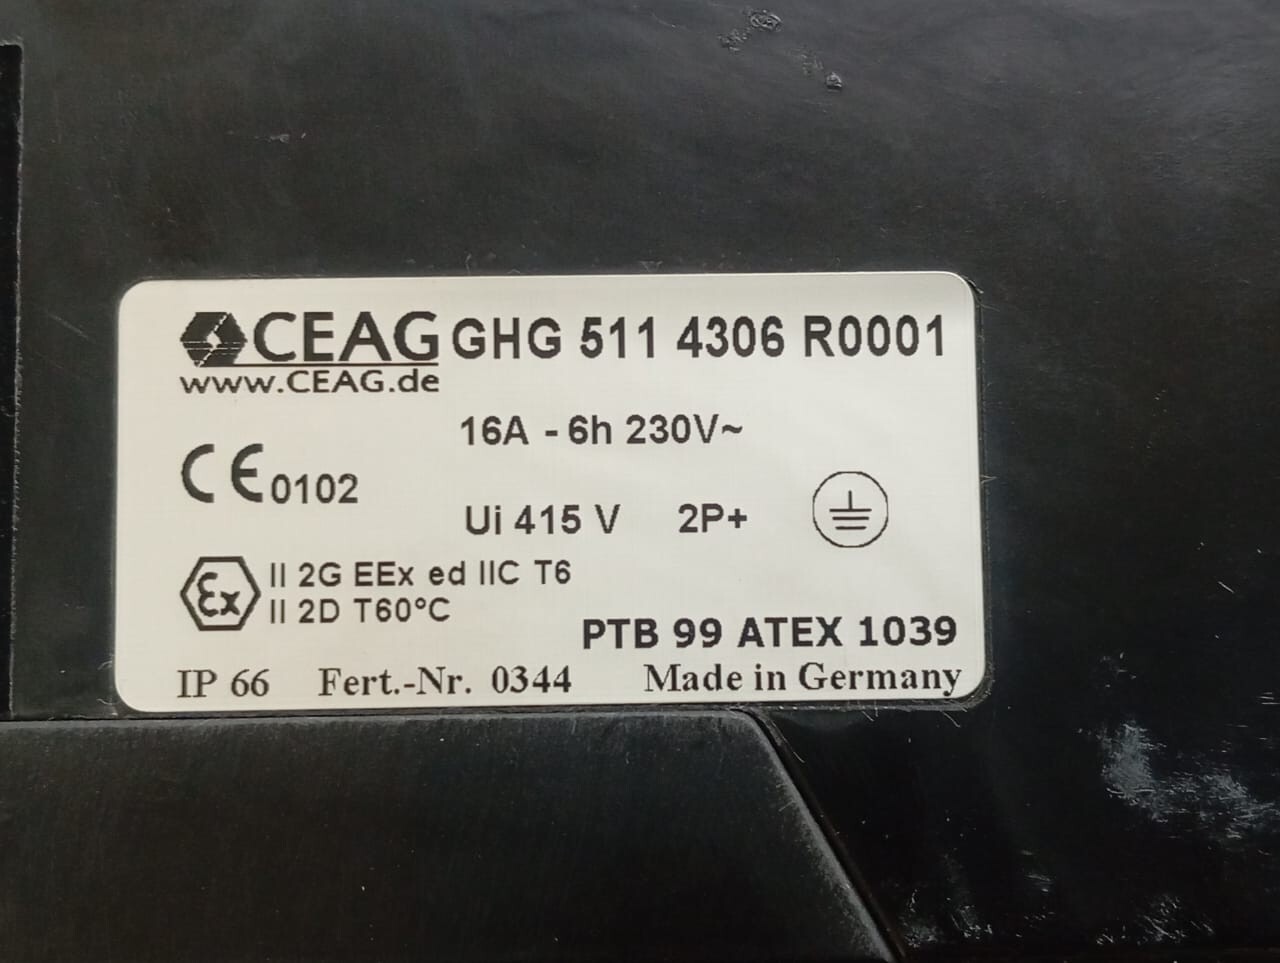 CEAG GHG 511 4306 R0001
www.CEAG.de
16A - 6h 230V~
CE 0102
Ui 415 V 2P+
Ex II 2G EEx ed IIC T6
II 2D T60°C
PTB 99 ATEX 1039
IP 66 Fert.-Nr. 0344 Made in Germany